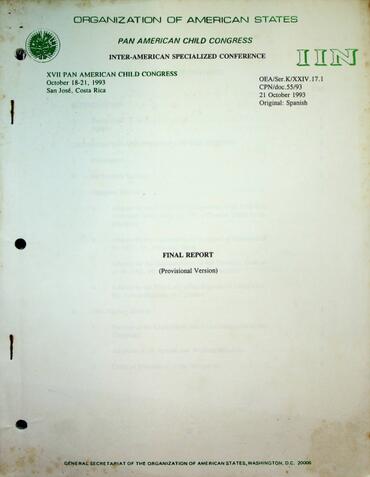 ORGANIZATION OF AMERICAN STATES
PAN AMERICAN CHILD CONGRESS
INTER-AMERICAN SPECIALIZED CONFERENCE
IIN
XVII PAN AMERICAN CHILD CONGRESS
October 18-21, 1993
San José, Costa Rica
OEA/Ser.K/XXIV.17.1
CPN/doc.55/93
21 October 1993
Original: Spanish
FINAL REPORT
(Provisional Version)
GENERAL SECRETARIAT OF THE ORGANIZATION OF AMERICAN STATES, WASHINGTON, D.C. 20006